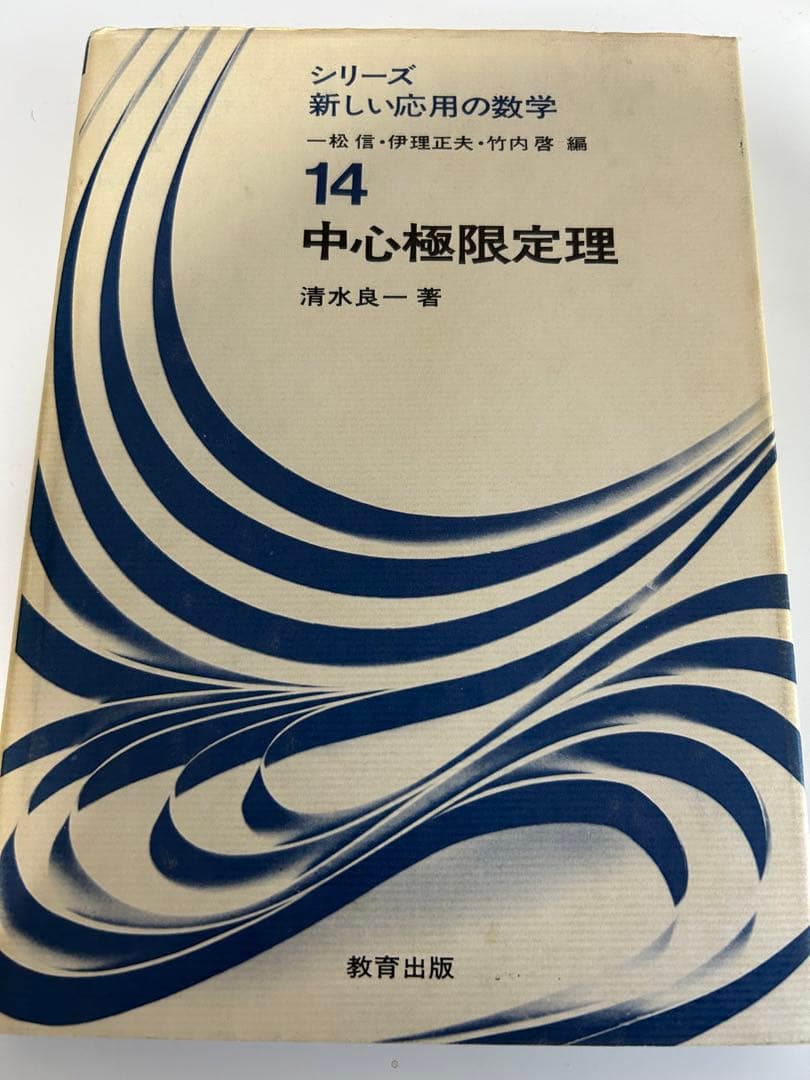 シリーズ
新しい応用の数学
一松 信・伊理正夫・竹内 啓 編
14
中心極限定理
清水良一 著
教育出版